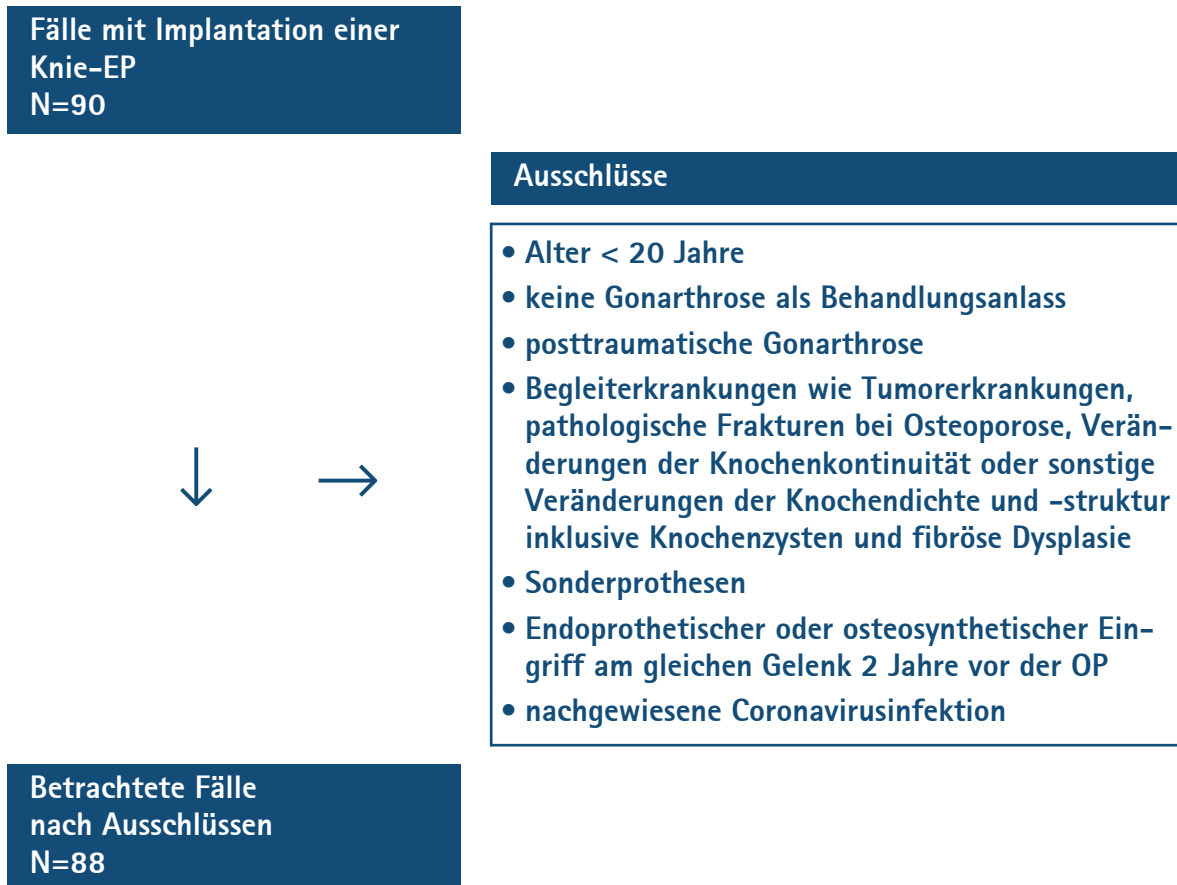 Fälle mit Implantation einer
Knie-EP
N=90
Ausschlüsse
• Alter < 20 Jahre
• keine Gonarthrose als Behandlungsanlass
• posttraumatische Gonarthrose
• Begleiterkrankungen wie Tumorerkrankungen,
pathologische Frakturen bei Osteoporose, Verän-
derungen der Knochenkontinuität oder sonstige
Veränderungen der Knochendichte und -struktur
inklusive Knochenzysten und fibröse Dysplasie
• Sonderprothesen
• Endoprothetischer oder osteosynthetischer Ein-
griff am gleichen Gelenk 2 Jahre vor der OP
• nachgewiesene Coronavirusinfektion
Betrachtete Fälle
nach Ausschlüssen
N=88